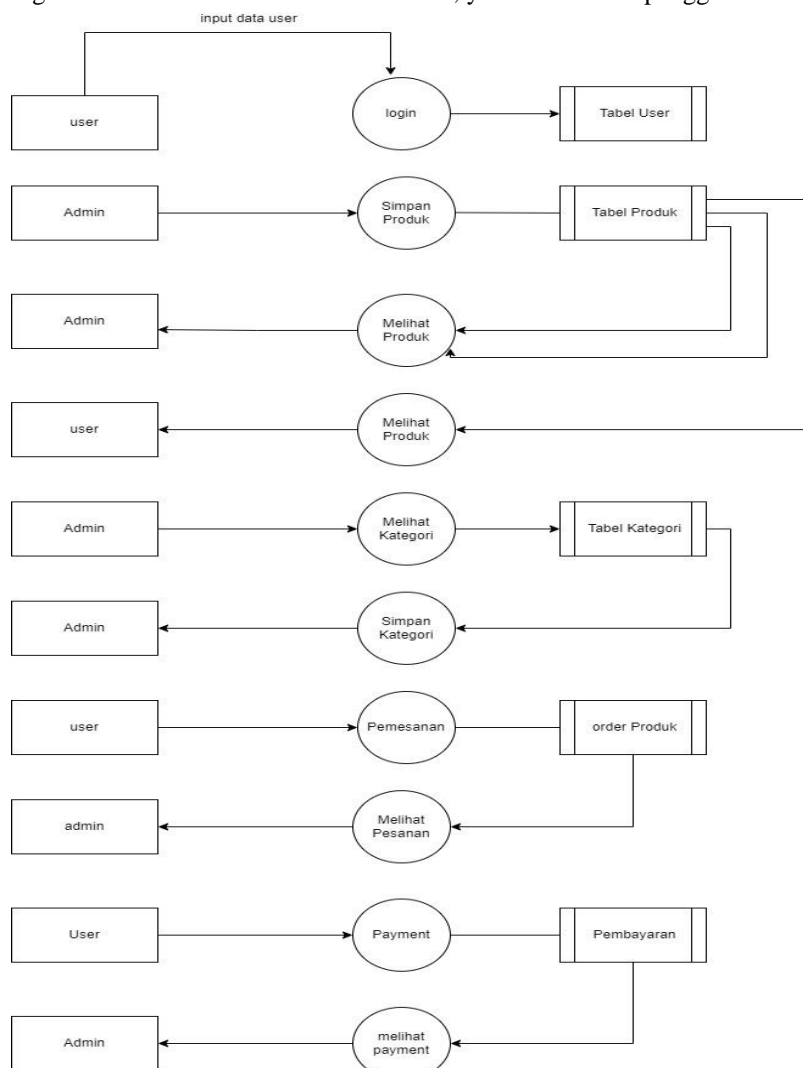 input data user
user
login
Tabel User
Admin
Simpan
Produk
Tabel Produk
Admin
Melihat
Produk
user
Melihat
Produk
Admin
Melihat
Kategori
Tabel Kategori
Admin
Simpan
Kategori
user
Pemesanan
order Produk
admin
Melihat
Pesanan
User
Payment
Pembayaran
Admin
melihat
payment